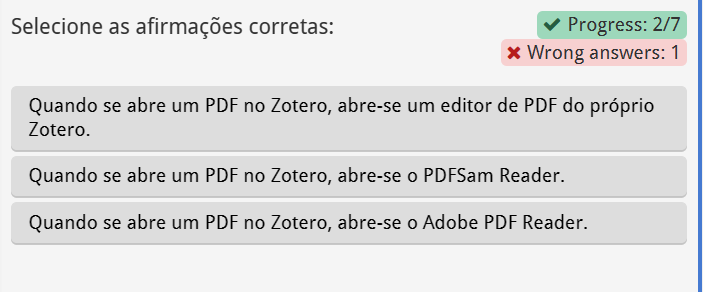 Selecione as afirmações corretas:
✔ Progress: 2/7
✖ Wrong answers: 1
Quando se abre um PDF no Zotero, abre-se um editor de PDF do próprio
Zotero.
Quando se abre um PDF no Zotero, abre-se o PDFSam Reader.
Quando se abre um PDF no Zotero, abre-se o Adobe PDF Reader.